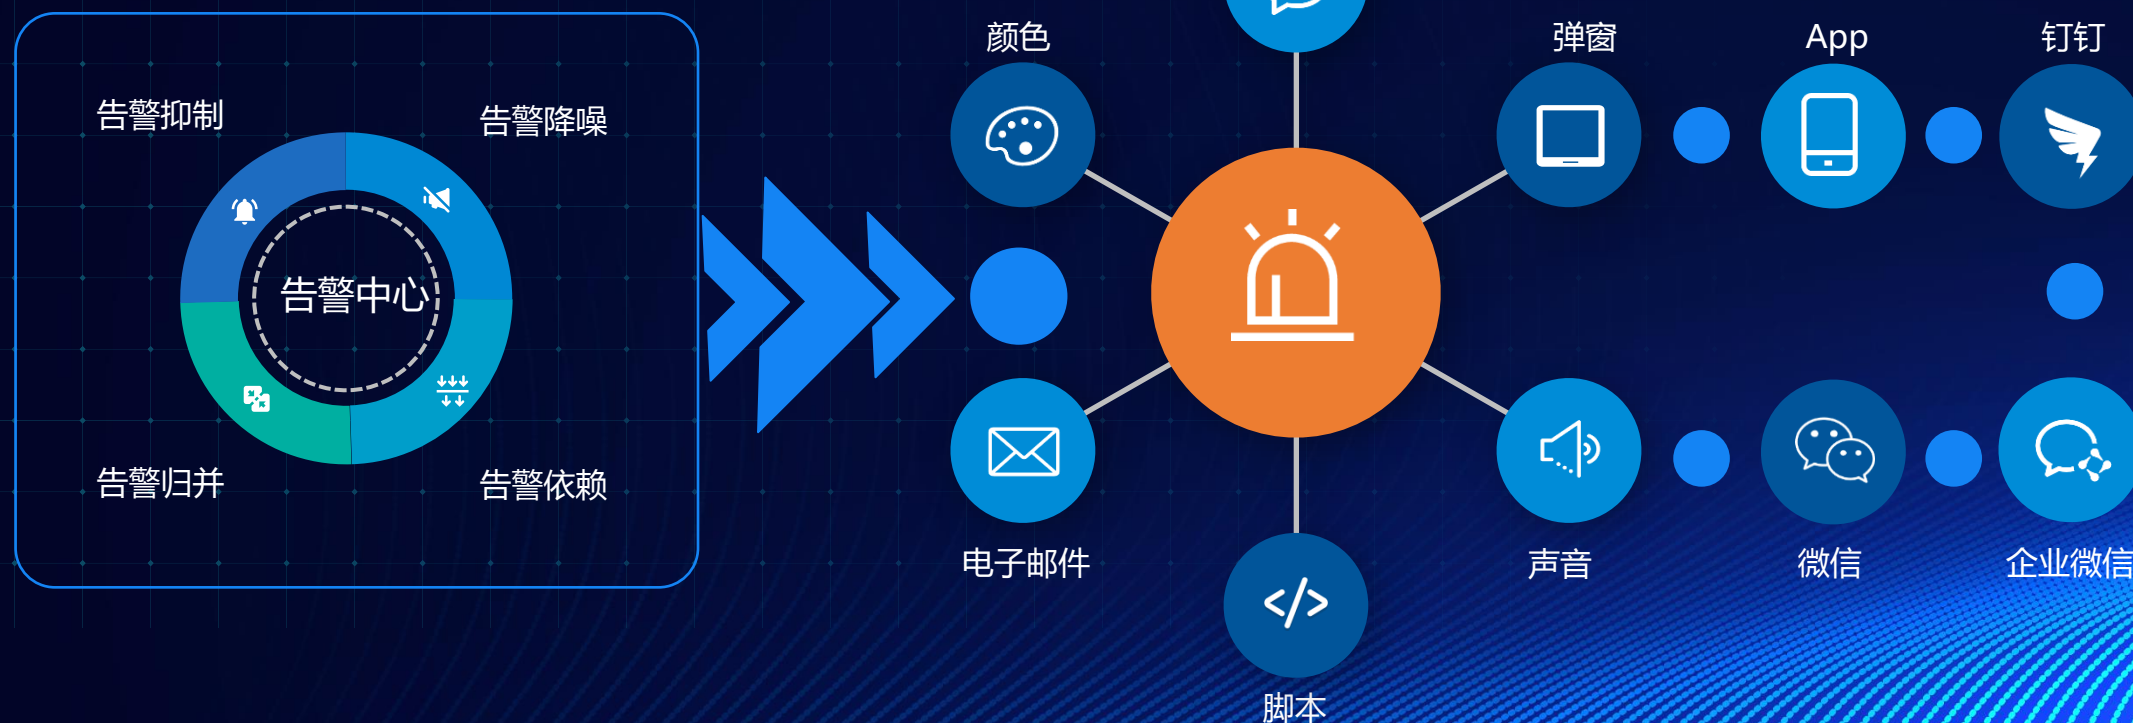 告警抑制
告警降噪
告警中心
告警归并
告警依赖
颜色
弹窗
App
钉钉
电子邮件
声音
微信
企业微信
脚本